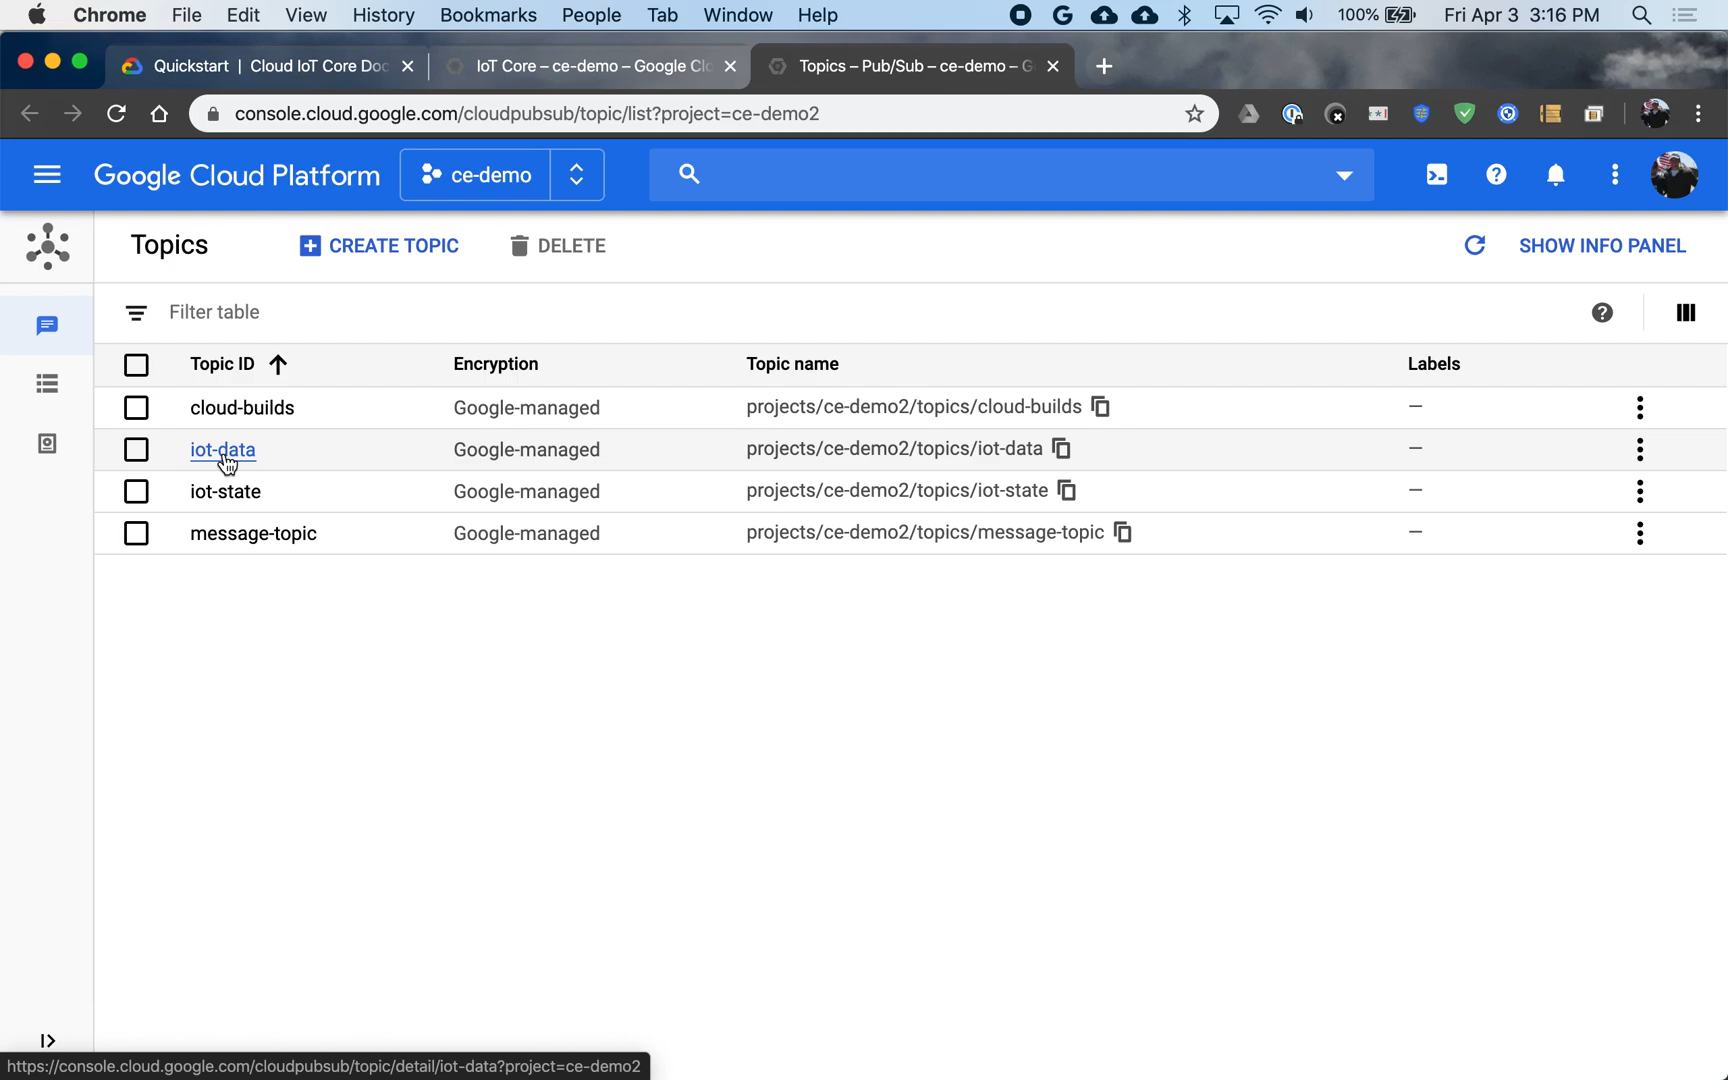 Chrome File Edit View History Bookmarks People Tab Window Help 100% Fri Apr 3 3:16 PM
Quickstart | Cloud IoT Core Doc IoT Core – ce-demo – Google Clo Topics – Pub/Sub – ce-demo – G
console.cloud.google.com/cloudpubsub/topic/list?project=ce-demo2
Google Cloud Platform ce-demo
Topics CREATE TOPIC DELETE SHOW INFO PANEL
Filter table
Topic ID Encryption Topic name Labels
cloud-builds Google-managed projects/ce-demo2/topics/cloud-builds –
iot-data Google-managed projects/ce-demo2/topics/iot-data –
iot-state Google-managed projects/ce-demo2/topics/iot-state –
message-topic Google-managed projects/ce-demo2/topics/message-topic –
https://console.cloud.google.com/cloudpubsub/topic/detail/iot-data?project=ce-demo2